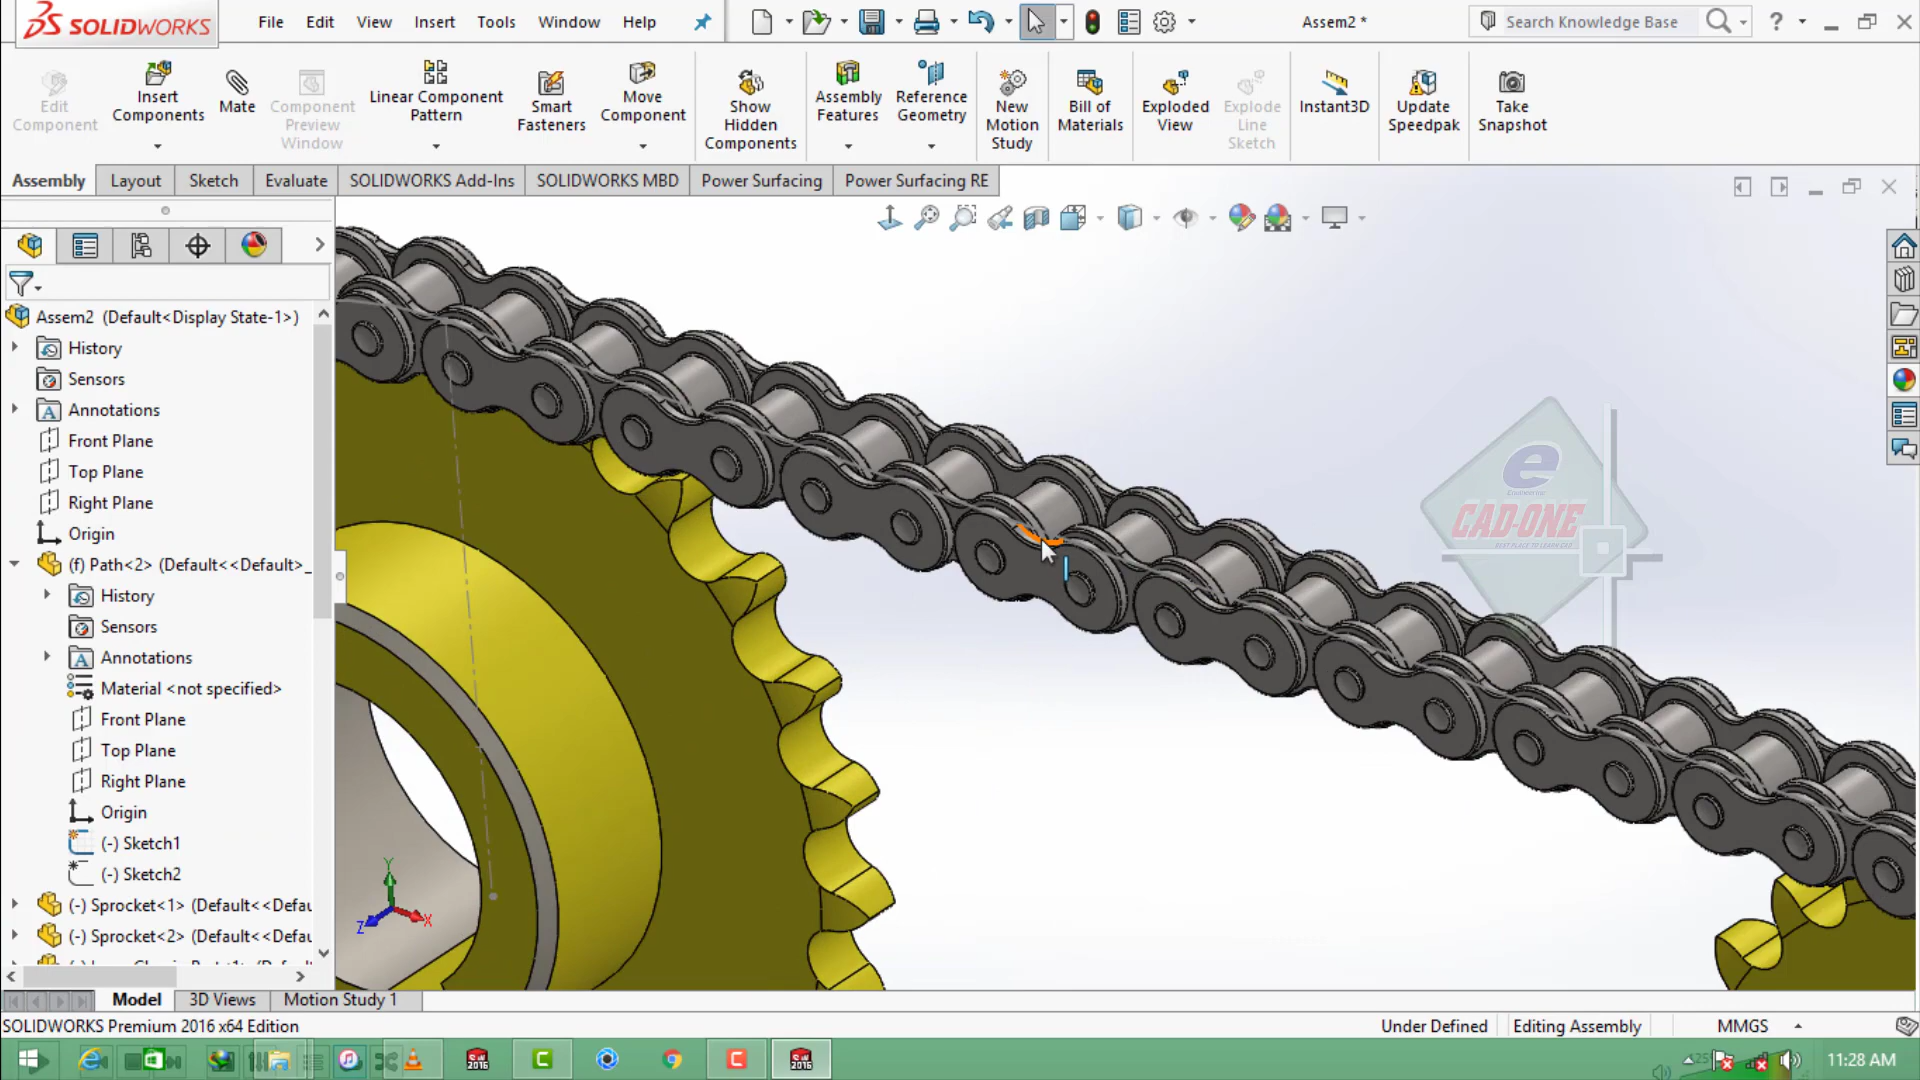 SOLIDWORKS
File Edit View Insert Tools Window Help
Assem2 *
Search Knowledge Base
?
Edit Component
Insert Components
Mate
Component Preview Window
Linear Component Pattern
Smart Fasteners
Move Component
Show Hidden Components
Assembly Features
Reference Geometry
New Motion Study
Bill of Materials
Exploded View
Explode Line Sketch
Instant3D
Update Speedpak
Take Snapshot
Assembly Layout Sketch Evaluate SOLIDWORKS Add-Ins SOLIDWORKS MBD Power Surfacing Power Surfacing RE
Assem2 (Default<Display State-1>)
History
Sensors
Annotations
Front Plane
Top Plane
Right Plane
Origin
(f) Path<2> (Default<<Default>_
History
Sensors
Annotations
Material <not specified>
Front Plane
Top Plane
Right Plane
Origin
(-) Sketch1
(-) Sketch2
(-) Sprocket<1> (Default<<Defau
(-) Sprocket<2> (Default<<Defau
Y
Z
X
e
CAD-ONE
Model 3D Views Motion Study 1
SOLIDWORKS Premium 2016 x64 Edition
Under Defined
Editing Assembly
MMGS
11:28 AM